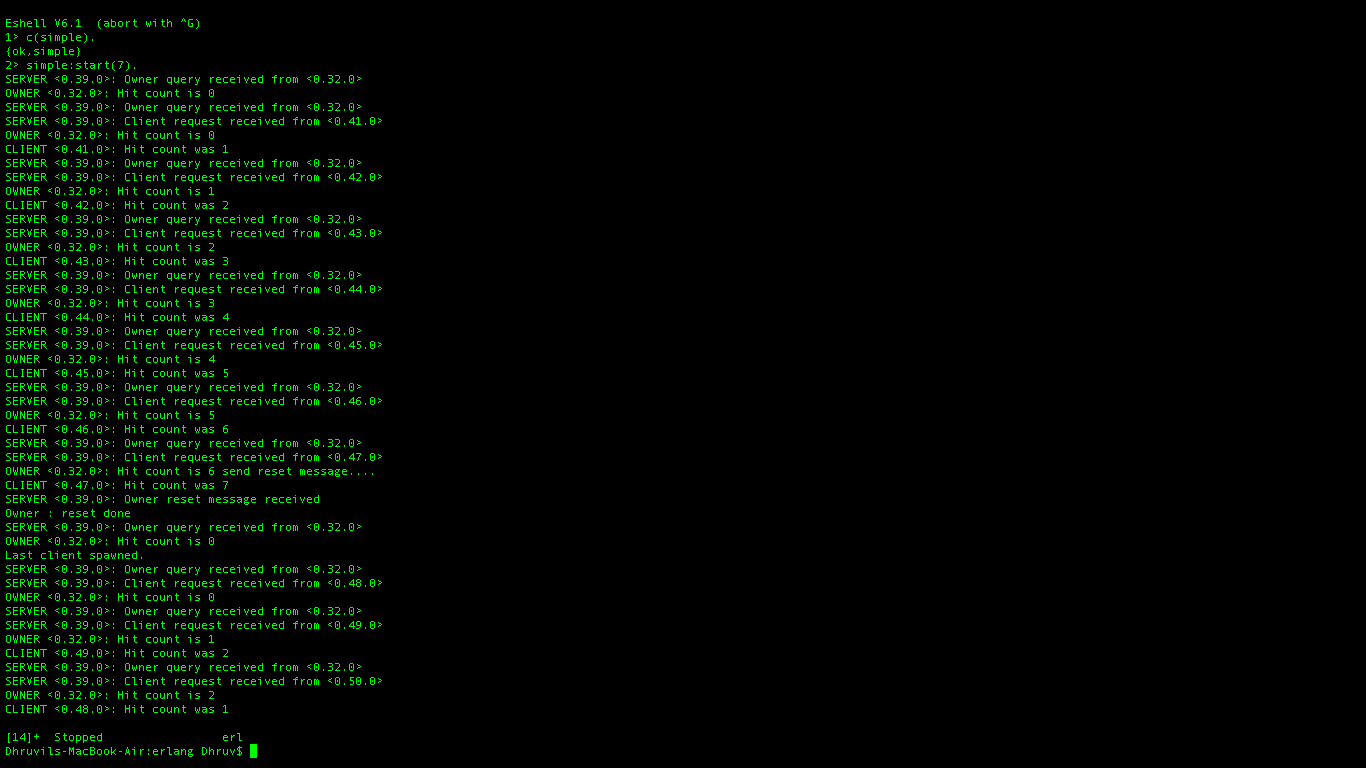 Eshell V6.1  (abort with ^G)
1> c(simple).
{ok,simple}
2> simple:start(7).
SERVER <0.39.0>: Owner query received from <0.32.0>
OWNER <0.32.0>: Hit count is 0
SERVER <0.39.0>: Owner query received from <0.32.0>
SERVER <0.39.0>: Client request received from <0.41.0>
OWNER <0.32.0>: Hit count is 0
CLIENT <0.41.0>: Hit count was 1
SERVER <0.39.0>: Owner query received from <0.32.0>
SERVER <0.39.0>: Client request received from <0.42.0>
OWNER <0.32.0>: Hit count is 1
CLIENT <0.42.0>: Hit count was 2
SERVER <0.39.0>: Owner query received from <0.32.0>
SERVER <0.39.0>: Client request received from <0.43.0>
OWNER <0.32.0>: Hit count is 2
CLIENT <0.43.0>: Hit count was 3
SERVER <0.39.0>: Owner query received from <0.32.0>
SERVER <0.39.0>: Client request received from <0.44.0>
OWNER <0.32.0>: Hit count is 3
CLIENT <0.44.0>: Hit count was 4
SERVER <0.39.0>: Owner query received from <0.32.0>
SERVER <0.39.0>: Client request received from <0.45.0>
OWNER <0.32.0>: Hit count is 4
CLIENT <0.45.0>: Hit count was 5
SERVER <0.39.0>: Owner query received from <0.32.0>
SERVER <0.39.0>: Client request received from <0.46.0>
OWNER <0.32.0>: Hit count is 5
CLIENT <0.46.0>: Hit count was 6
SERVER <0.39.0>: Owner query received from <0.32.0>
SERVER <0.39.0>: Client request received from <0.47.0>
OWNER <0.32.0>: Hit count is 6 send reset message....
CLIENT <0.47.0>: Hit count was 7
SERVER <0.39.0>: Owner reset message received
Owner : reset done
SERVER <0.39.0>: Owner query received from <0.32.0>
OWNER <0.32.0>: Hit count is 0
Last client spawned.
SERVER <0.39.0>: Owner query received from <0.32.0>
SERVER <0.39.0>: Client request received from <0.48.0>
OWNER <0.32.0>: Hit count is 0
SERVER <0.39.0>: Owner query received from <0.32.0>
SERVER <0.39.0>: Client request received from <0.49.0>
OWNER <0.32.0>: Hit count is 1
CLIENT <0.49.0>: Hit count was 2
SERVER <0.39.0>: Owner query received from <0.32.0>
SERVER <0.39.0>: Client request received from <0.50.0>
OWNER <0.32.0>: Hit count is 2
CLIENT <0.48.0>: Hit count was 1
[14]+  Stopped                 erl
Dhruvils-MacBook-Air:erlang Dhruv$